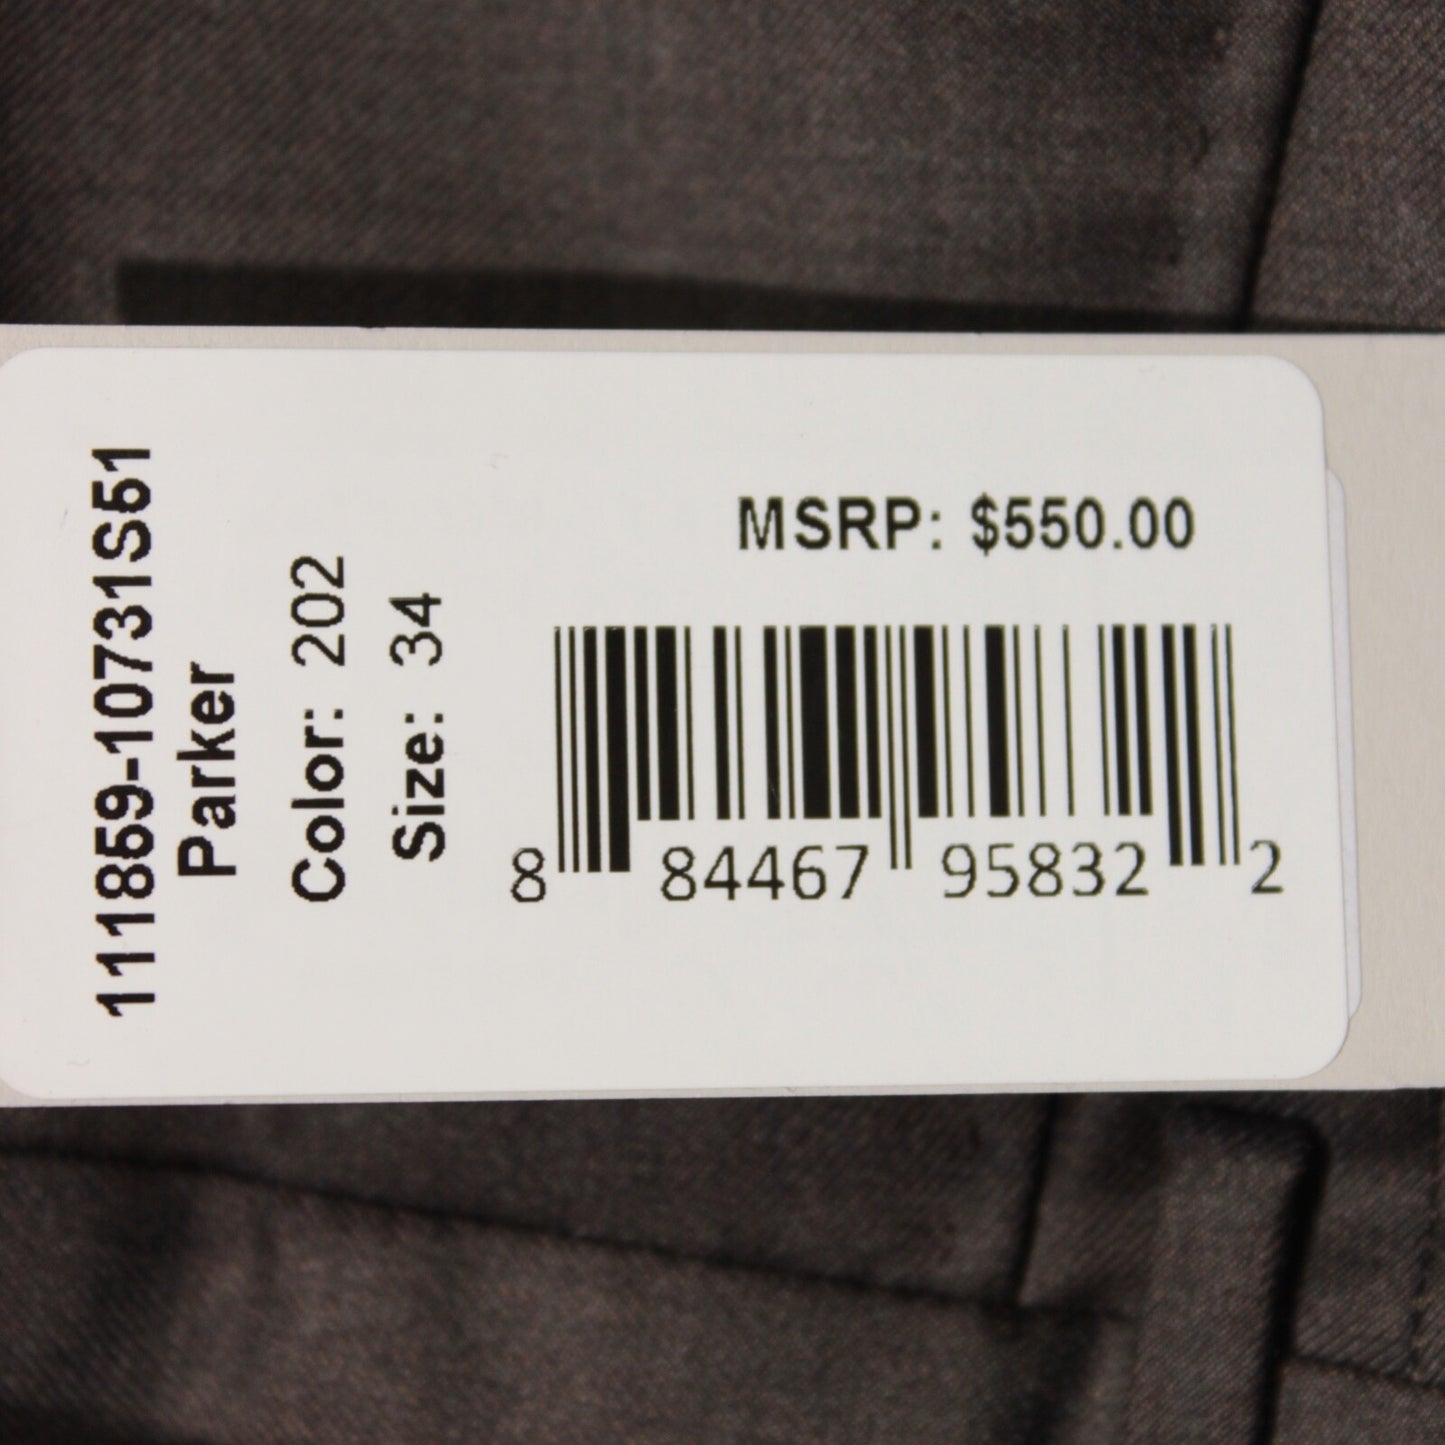 111859-10731S51
Parker
Color: 202
Size: 34
MSRP: $550.00
8 84467 95832 2